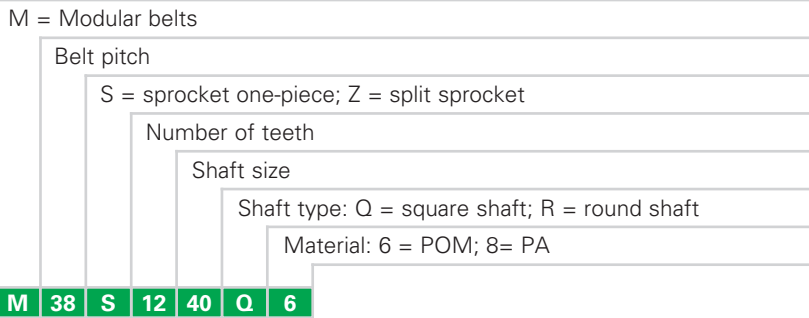 M = Modular belts
Belt pitch
S = sprocket one-piece; Z = split sprocket
Number of teeth
Shaft size
Shaft type: Q = square shaft; R = round shaft
Material: 6 = POM; 8= PA
M 38 S 12 40 Q 6